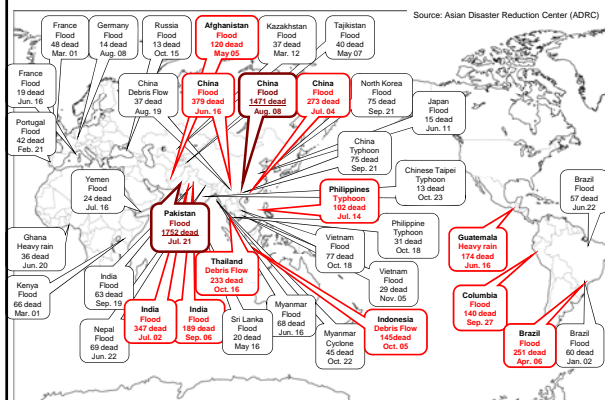 Source: Asian Disaster Reduction Center (ADRC)
France
Flood
48 dead
Mar. 01
Germany
Flood
14 dead
Aug. 08
Russia
Flood
13 dead
Oct. 15
Afghanistan
Flood
120 dead
May 05
Kazakhstan
Flood
37 dead
Mar. 12
Tajikistan
Flood
40 dead
May 07
France
Flood
19 dead
Jun. 16
China
Debris Flow
37 dead
Aug. 19
China
Flood
379 dead
Jun. 16
China
Flood
1471 dead
Aug. 08
China
Flood
273 dead
Jul. 04
North Korea
Flood
75 dead
Sep. 21
Japan
Flood
15 dead
Jun. 11
Portugal
Flood
42 dead
Feb. 21
China
Typhoon
75 dead
Sep. 21
Chinese Taipei
Typhoon
13 dead
Oct. 23
Yemen
Flood
24 dead
Jul. 16
Philippines
Typhoon
102 dead
Jul. 14
Brazil
Flood
57 dead
Jun.22
Pakistan
Flood
1752 dead
Jul. 21
Philippine
Typhoon
31 dead
Oct. 18
Ghana
Heavy rain
36 dead
Jun. 20
Vietnam
Flood
77 dead
Oct. 18
Guatemala
Heavy rain
174 dead
Jun. 16
Thailand
Debris Flow
233 dead
Oct. 16
Vietnam
Flood
29 dead
Nov. 05
Kenya
Flood
66 dead
Mar. 01
India
Flood
63 dead
Sep. 19
Columbia
Flood
140 dead
Sep. 27
Nepal
Flood
69 dead
Jun. 22
India
Flood
347 dead
Jul. 02
India
Flood
189 dead
Sep. 06
Sri Lanka
Flood
20 dead
May 16
Myanmar
Flood
68 dead
Jun. 16
Myanmar
Cyclone
45 dead
Oct. 22
Indonesia
Debris Flow
145dead
Oct. 05
Brazil
Flood
251 dead
Apr. 06
Brazil
Flood
60 dead
Jan. 02